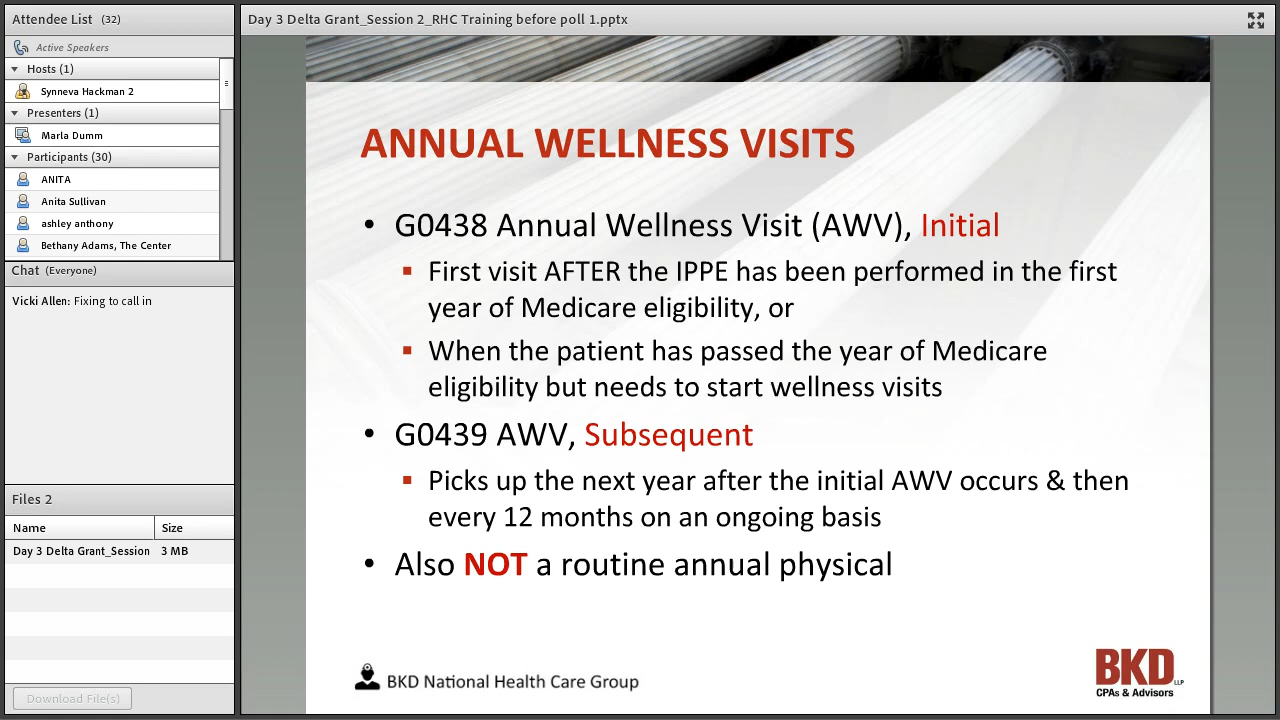 Attendee List (32)
Active Speakers
Hosts (1)
Synneva Hackman 2
Presenters (1)
Marla Dumm
Participants (30)
ANITA
Anita Sullivan
ashley anthony
Bethany Adams, The Center
Chat (Everyone)
Vicki Allen: Fixing to call in
Files 2
Name Size
Day 3 Delta Grant_Session 3 MB
Download File(s)
Day 3 Delta Grant_Session 2_RHC Training before poll 1.pptx
ANNUAL WELLNESS VISITS
• G0438 Annual Wellness Visit (AWV), Initial
▪ First visit AFTER the IPPE has been performed in the first
year of Medicare eligibility, or
▪ When the patient has passed the year of Medicare
eligibility but needs to start wellness visits
• G0439 AWV, Subsequent
▪ Picks up the next year after the initial AWV occurs & then
every 12 months on an ongoing basis
• Also NOT a routine annual physical
BKD National Health Care Group
BKD LLP
CPAs & Advisors